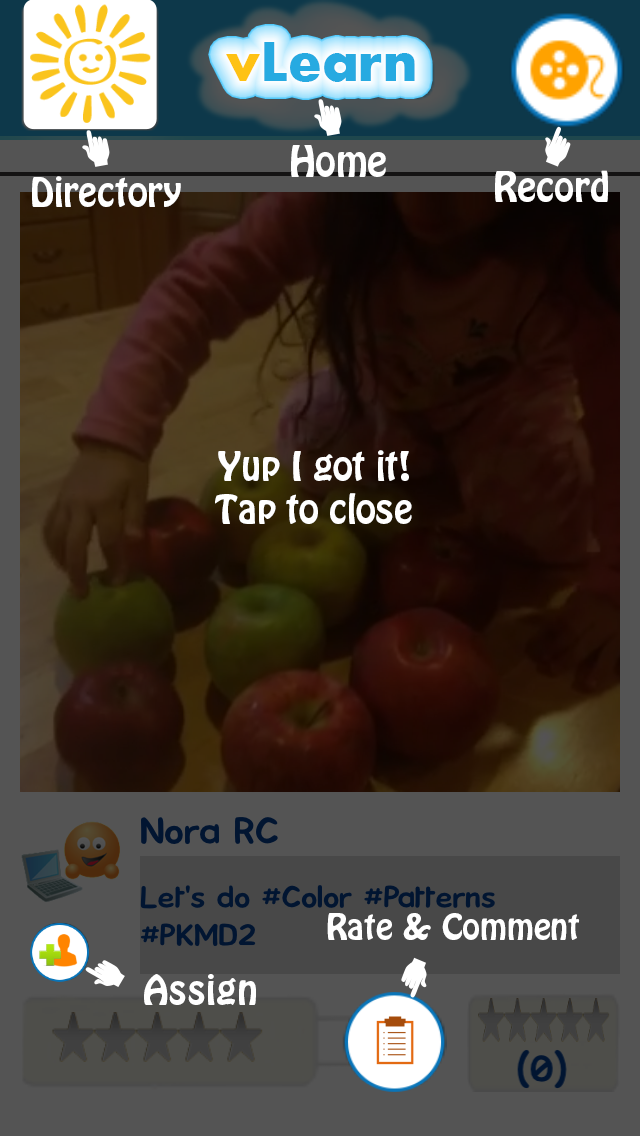 vLearn
Home
Directory
Record
Yup I got it!
Tap to close
Nora RC
Let's do #Color #Patterns
#PKMD2
Rate & Comment
Assign
(0)